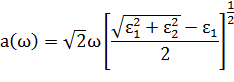 a(ω) = √2ω [ (√(ε₁² + ε₂²) − ε₁) / 2 ]^(1/2)